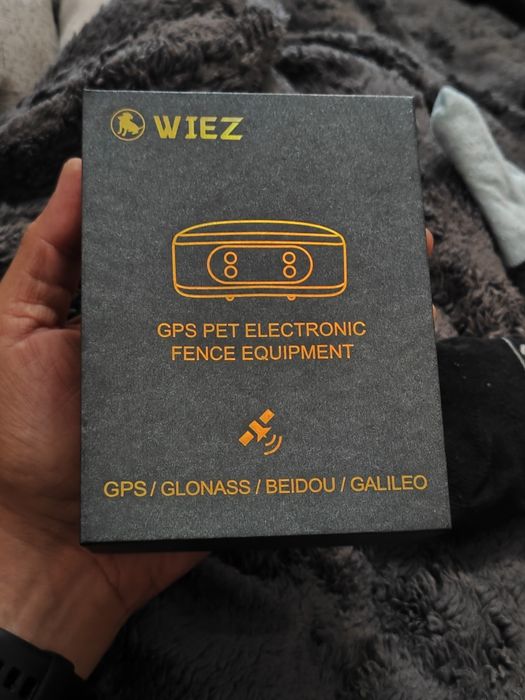 WIEZ
GPS PET ELECTRONIC
FENCE EQUIPMENT
GPS / GLONASS / BEIDOU / GALILEO